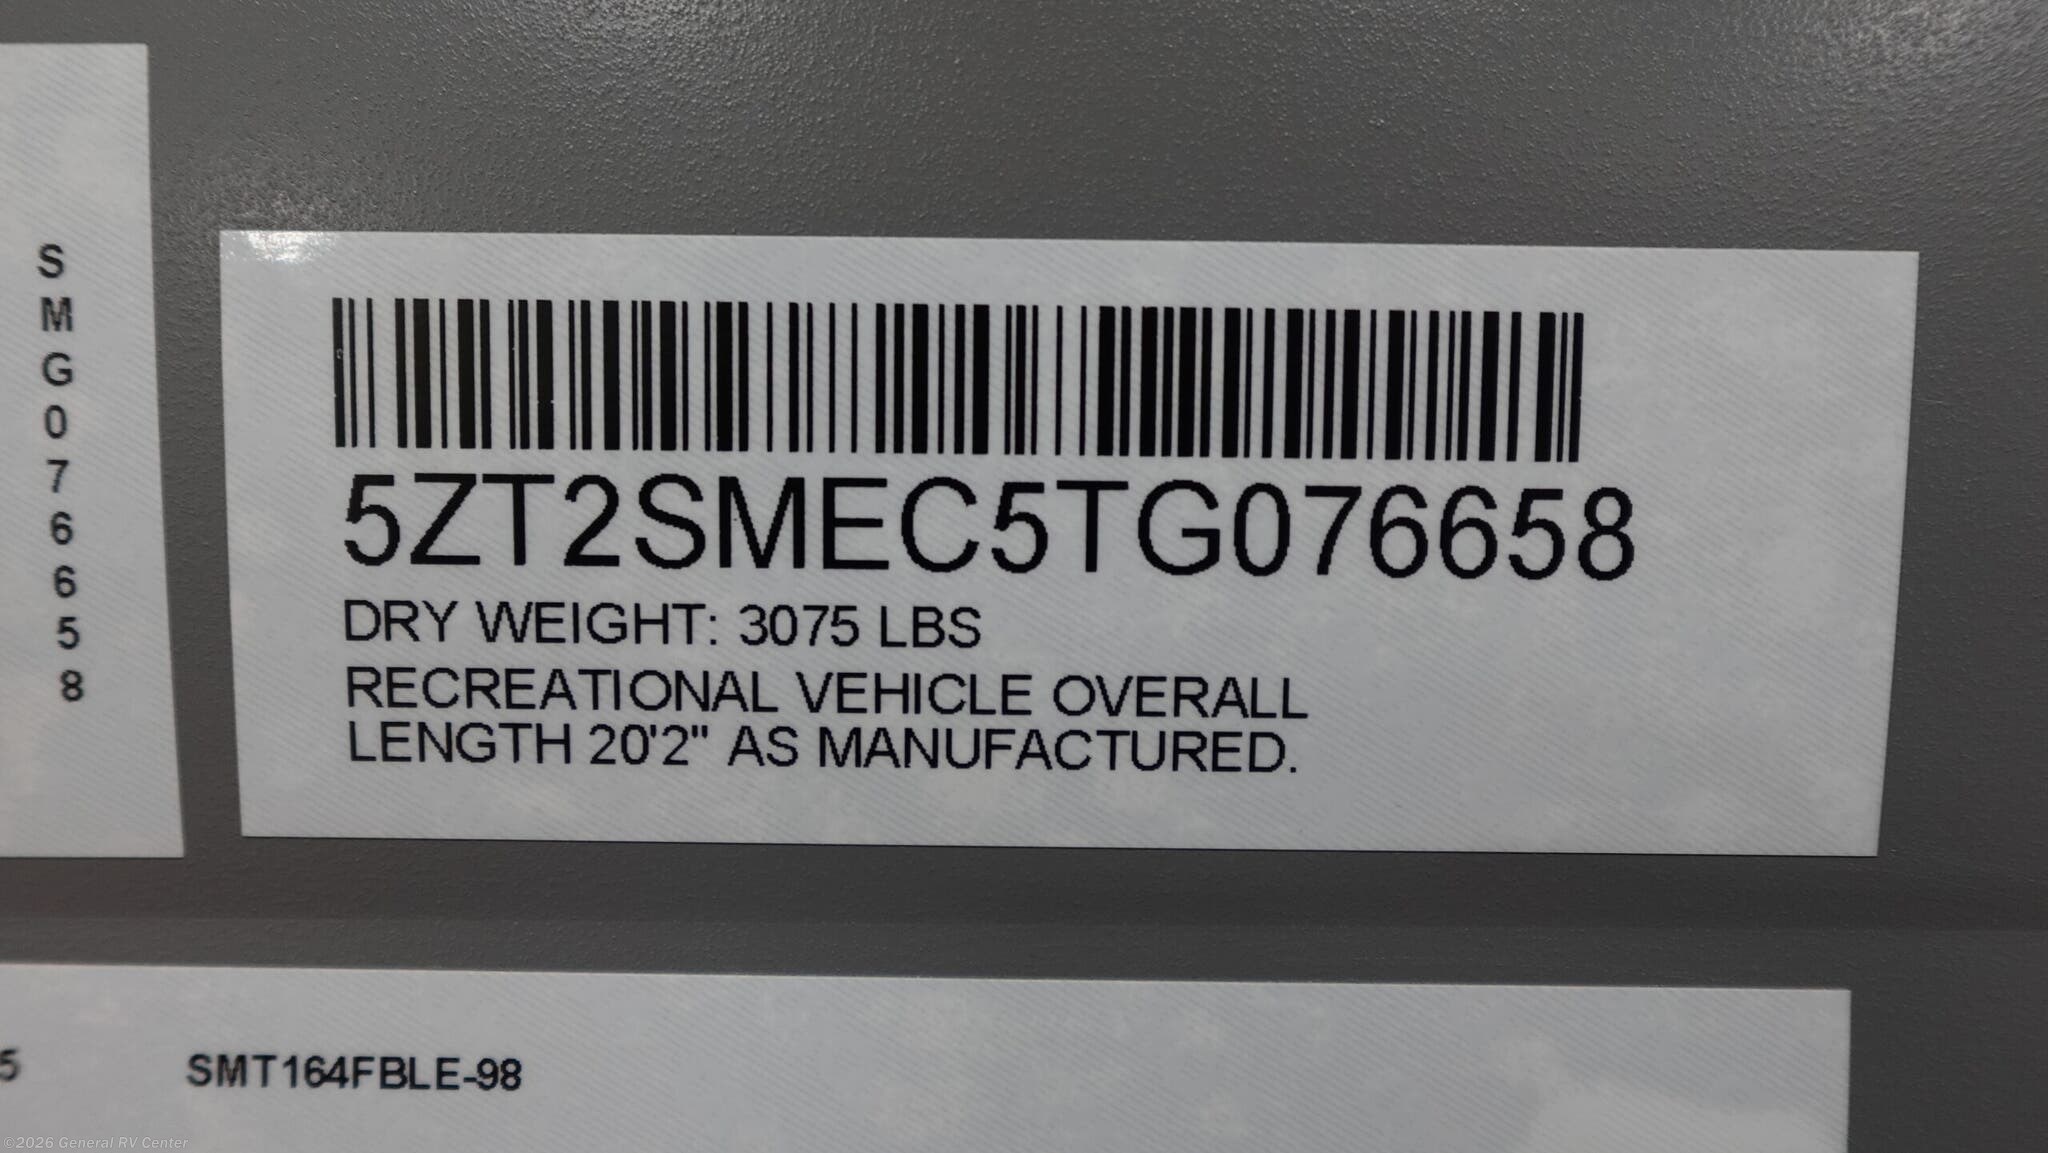 S
M
G
0
7
6
6
5
8
5ZT2SMEC5TG076658
DRY WEIGHT: 3075 LBS
RECREATIONAL VEHICLE OVERALL
LENGTH 20'2" AS MANUFACTURED.
5 SMT164FBLE-98
©2026 General RV Center